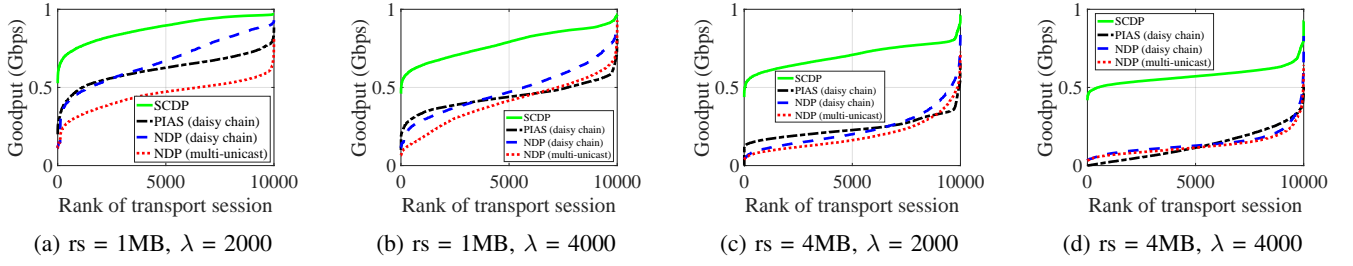 Goodput (Gbps)
1
0.5
0
SCDP
PIAS (daisy chain)
NDP (daisy chain)
NDP (multi-unicast)
0
5000
10000
Rank of transport session
(a) rs = 1MB, λ = 2000
Goodput (Gbps)
1
0.5
0
SCDP
PIAS (daisy chain)
NDP (daisy chain)
NDP (multi-unicast)
0
5000
10000
Rank of transport session
(b) rs = 1MB, λ = 4000
Goodput (Gbps)
1
0.5
0
SCDP
PIAS (daisy chain)
NDP (daisy chain)
NDP (multi-unicast)
0
5000
10000
Rank of transport session
(c) rs = 4MB, λ = 2000
Goodput (Gbps)
1
0.5
0
SCDP
PIAS (daisy chain)
NDP (daisy chain)
NDP (multi-unicast)
0
5000
10000
Rank of transport session
(d) rs = 4MB, λ = 4000